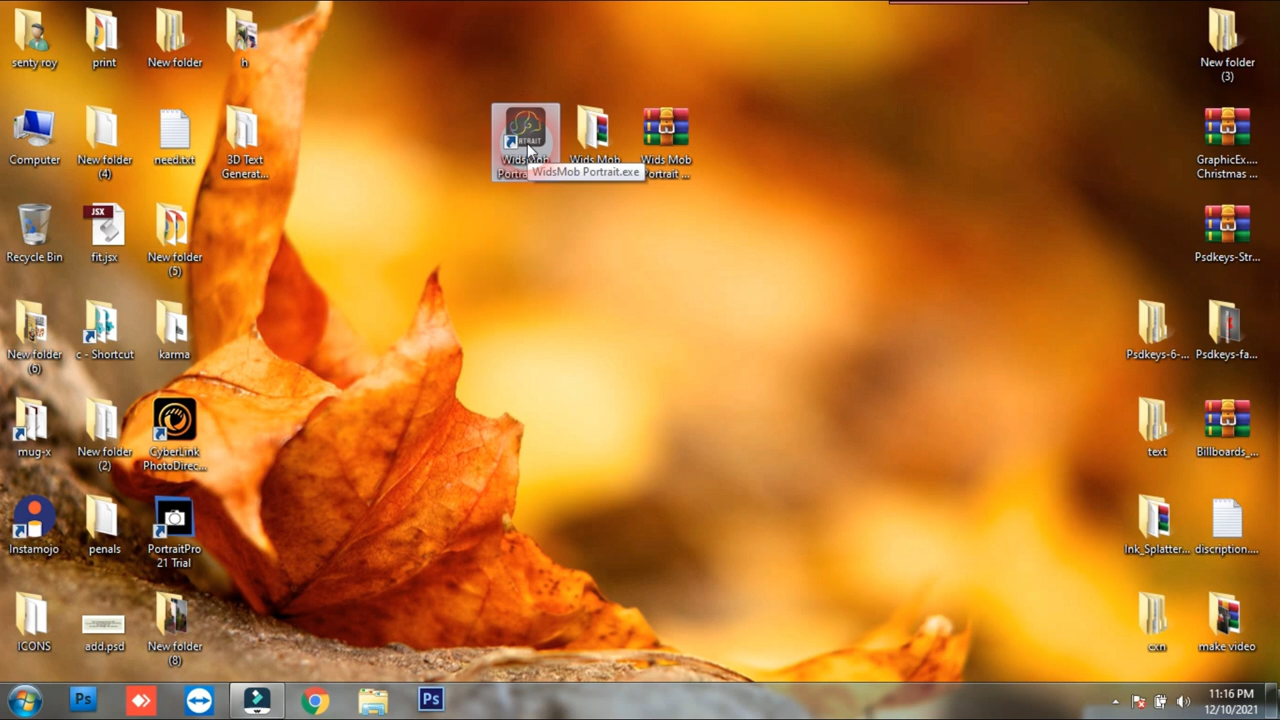 senty roy
print
New folder
h
New folder
(3)
Computer
New folder
(4)
need.txt
3D Text
Generat...
WidsMob
Portra
PORTRAIT
Wids Mob
Wids Mob
Portrait ...
WidsMob Portrait.exe
GraphicEx....
Christmas ...
Recycle Bin
JSX
fit.jsx
New folder
(5)
Psdkeys-Str...
New folder
(6)
c - Shortcut
karma
Psdkeys-6-...
Psdkeys-fa...
mug-x
New folder
(2)
CyberLink
PhotoDirec...
text
Billboards_...
Instamojo
penals
PortraitPro
21 Trial
Ink_Splatter...
discription....
ICONS
add.psd
New folder
(8)
cxn
make video
Ps
Ps
11:16 PM
12/10/2021